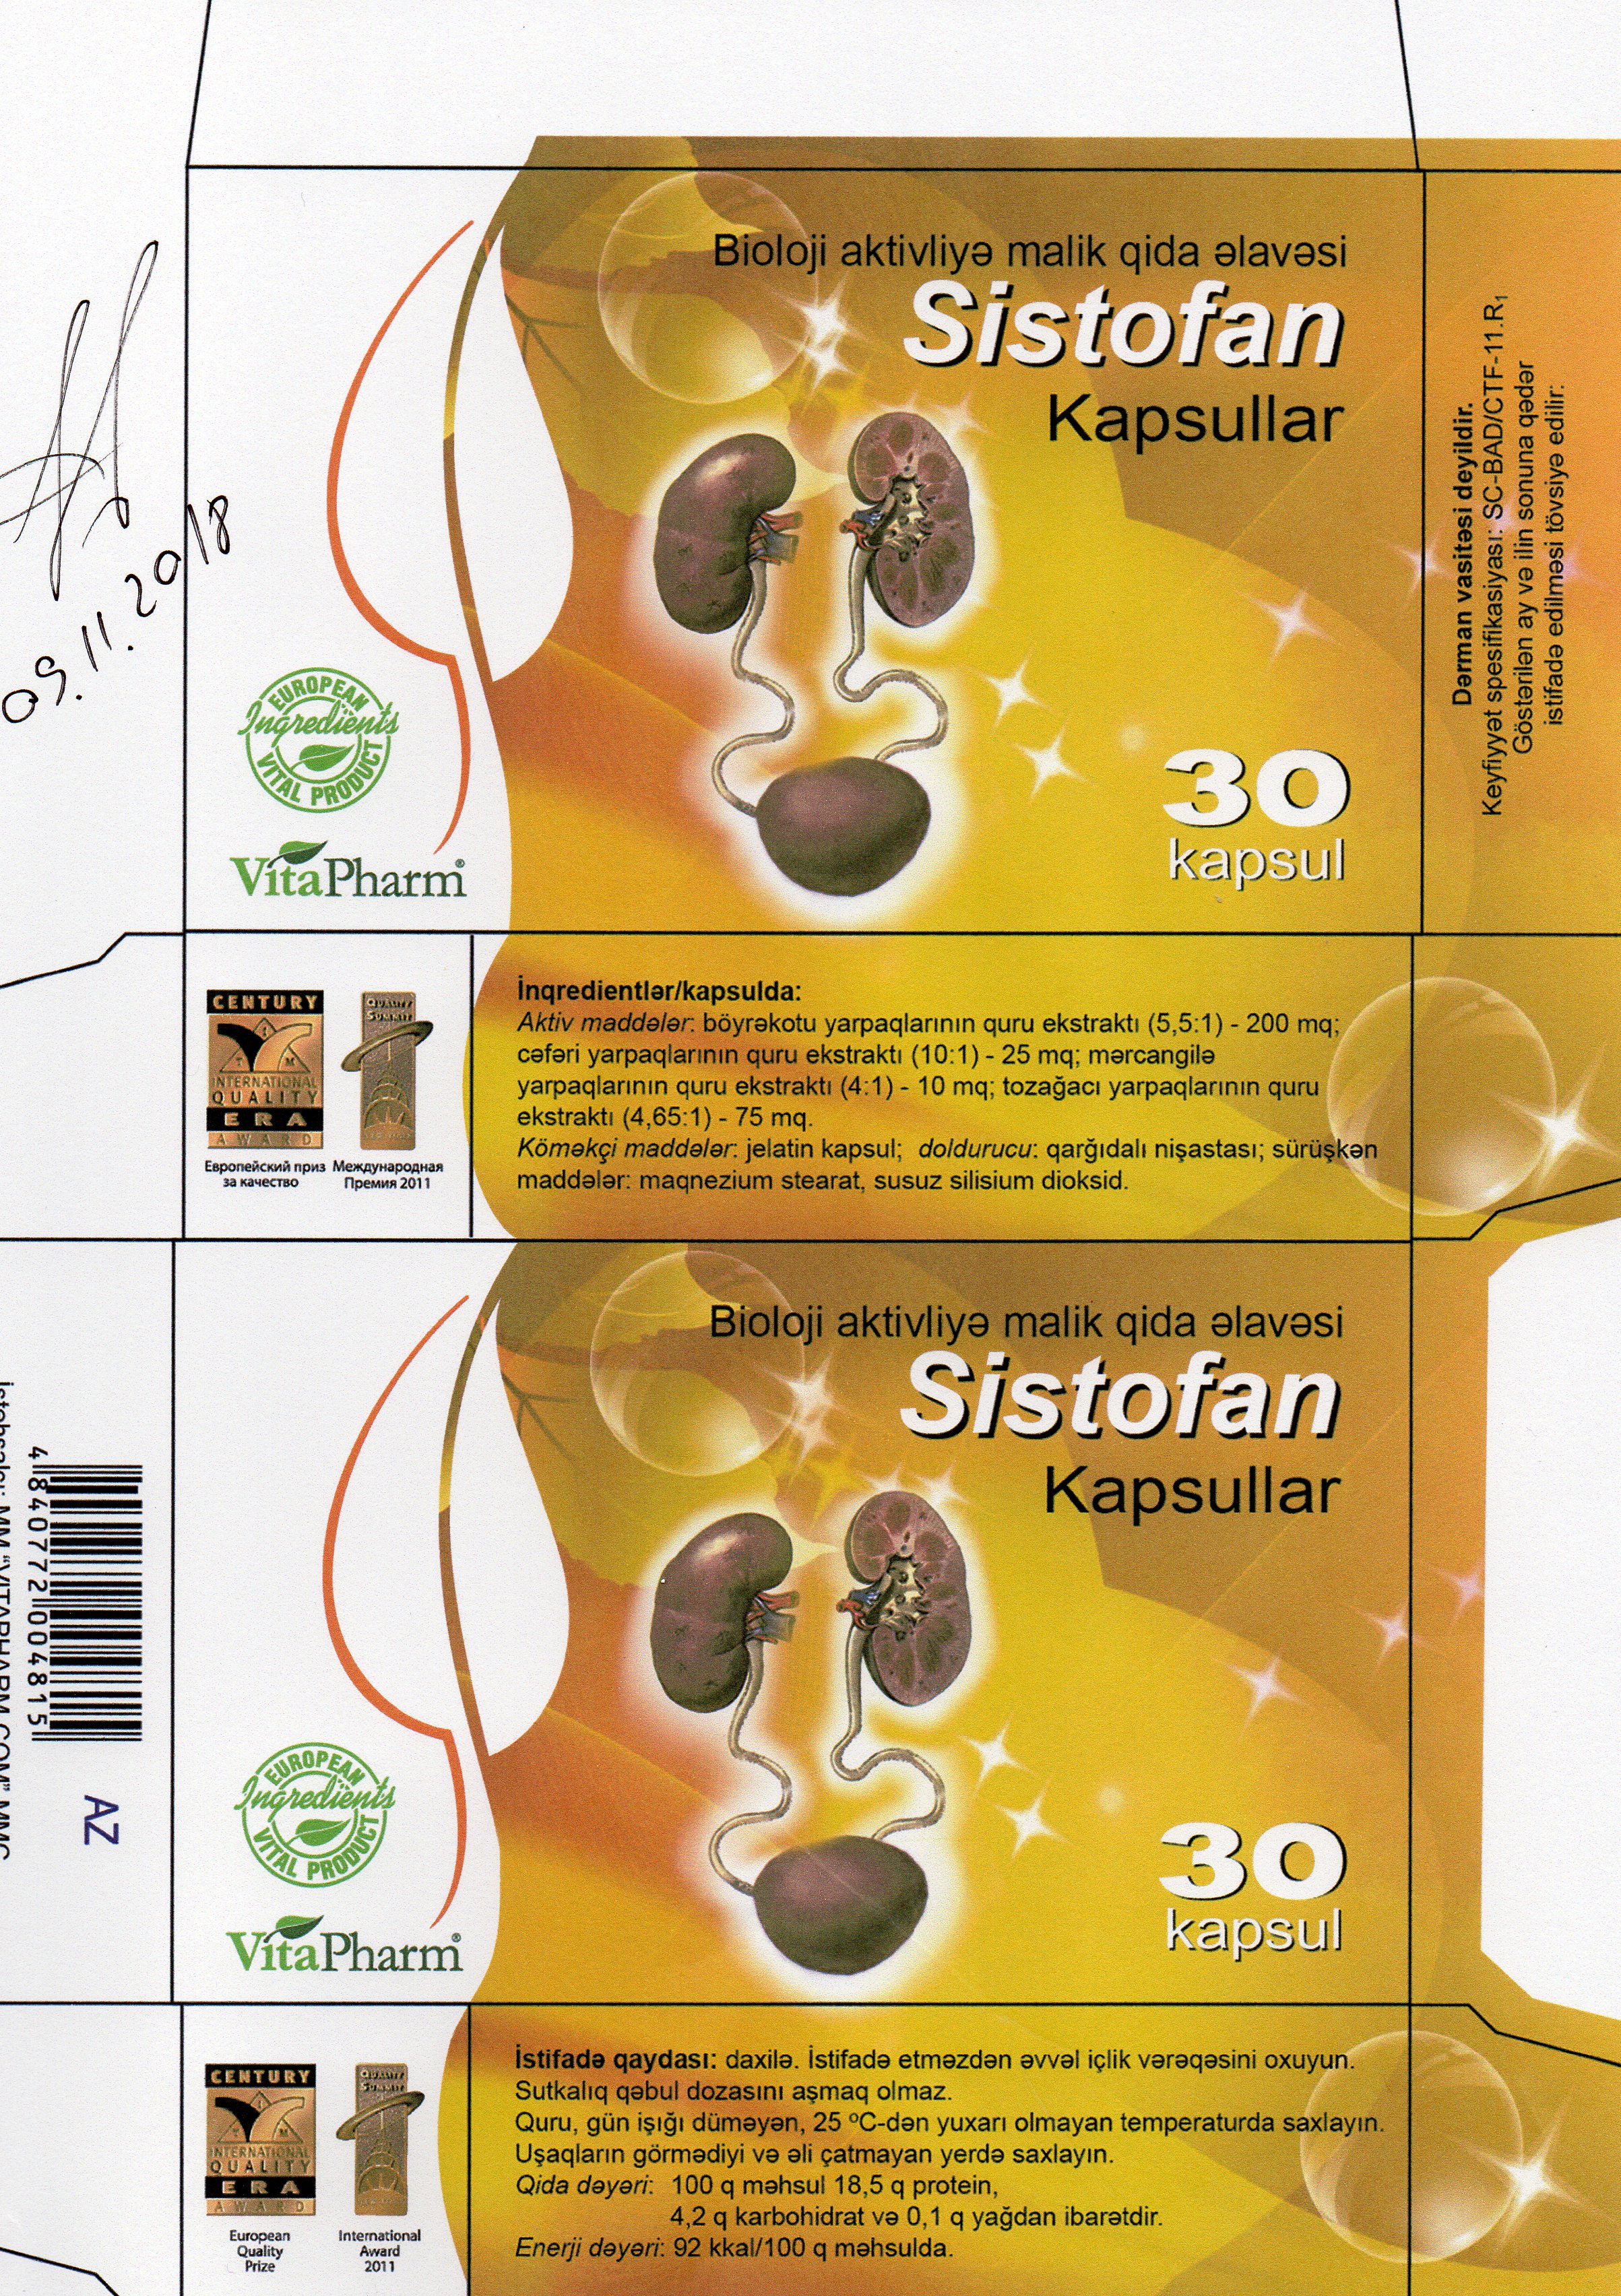 Bioloji aktivliyə malik qida əlavəsi
Sistofan
Kapsullar
30
kapsul
EUROPEAN
Ingredients
VITAL PRODUCT
VitaPharm®
09.11.2018
Dərman vasitəsi deyildir.
Keyfiyyət spesifikasiyası: SC-BAD/CTF-11.R₁
Göstərilən ay və ilin sonuna qədər
istifadə edilməsi tövsiyə edilir:
CENTURY
INTERNATIONAL
QUALITY
ERA
AWARD
Европейский приз
за качество
QUALITY
SUMMIT
Международная
Премия 2011
İnqredientlər/kapsulda:
Aktiv maddələr: böyrəkotu yarpaqlarının quru ekstraktı (5,5:1) - 200 mq;
cəfəri yarpaqlarının quru ekstraktı (10:1) - 25 mq; mərcangilə
yarpaqlarının quru ekstraktı (4:1) - 10 mq; tozağacı yarpaqlarının quru
ekstraktı (4,65:1) - 75 mq.
Köməkçi maddələr: jelatin kapsul; doldurucu: qarğıdalı nişastası; sürüşkən
maddələr: maqnezium stearat, susuz silisium dioksid.
Bioloji aktivliyə malik qida əlavəsi
Sistofan
Kapsullar
30
kapsul
EUROPEAN
Ingredients
VITAL PRODUCT
VitaPharm®
4 840772 004815
AZ
CENTURY
INTERNATIONAL
QUALITY
ERA
AWARD
European
Quality
Prize
QUALITY
SUMMIT
International
Award
2011
İstifadə qaydası: daxilə. İstifadə etməzdən əvvəl içlik vərəqəsini oxuyun.
Sutkalıq qəbul dozasını aşmaq olmaz.
Quru, gün işığı düməyən, 25 ºC-dən yuxarı olmayan temperaturda saxlayın.
Uşaqların görmədiyi və əli çatmayan yerdə saxlayın.
Qida dəyəri: 100 q məhsul 18,5 q protein,
4,2 q karbohidrat və 0,1 q yağdan ibarətdir.
Enerji dəyəri: 92 kkal/100 q məhsulda.